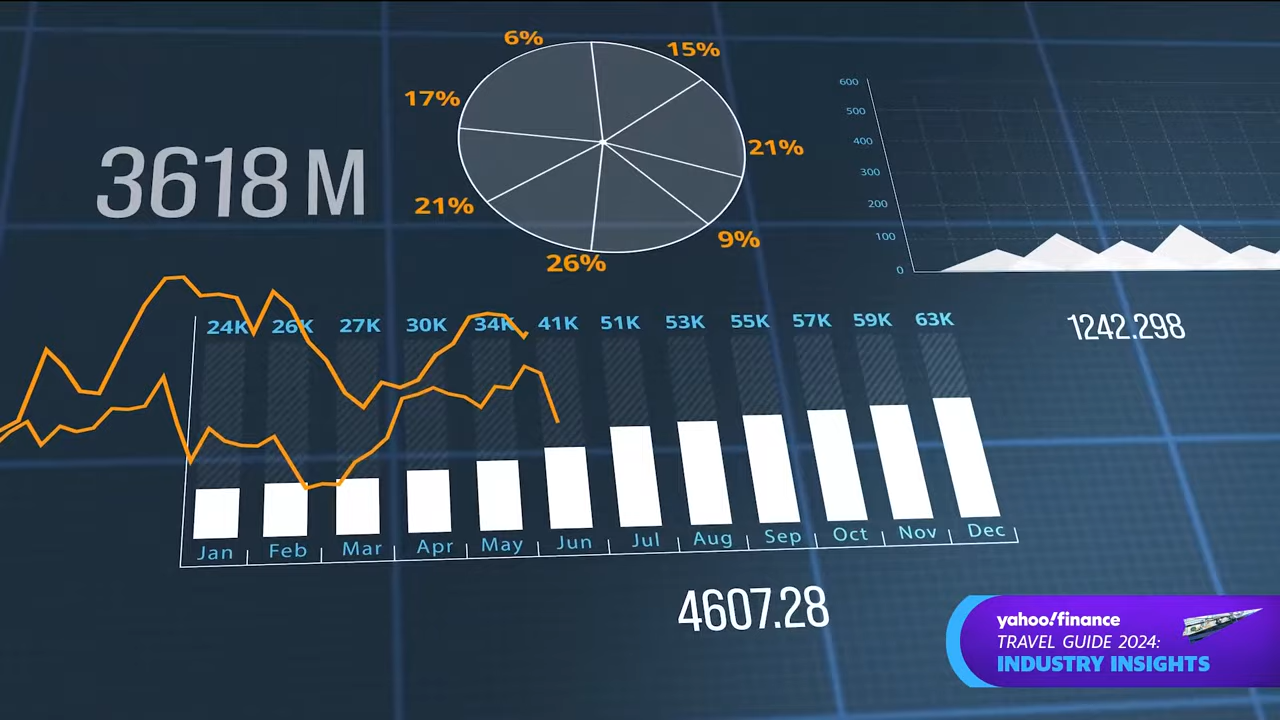 6%
15%
17%
21%
21%
9%
26%
3618 M
600
500
400
300
200
100
0
1242.298
24K 26K 27K 30K 34K 41K 51K 53K 55K 57K 59K 63K
Jan Feb Mar Apr May Jun Jul Aug Sep Oct Nov Dec
4607.28
yahoo!finance
TRAVEL GUIDE 2024:
INDUSTRY INSIGHTS